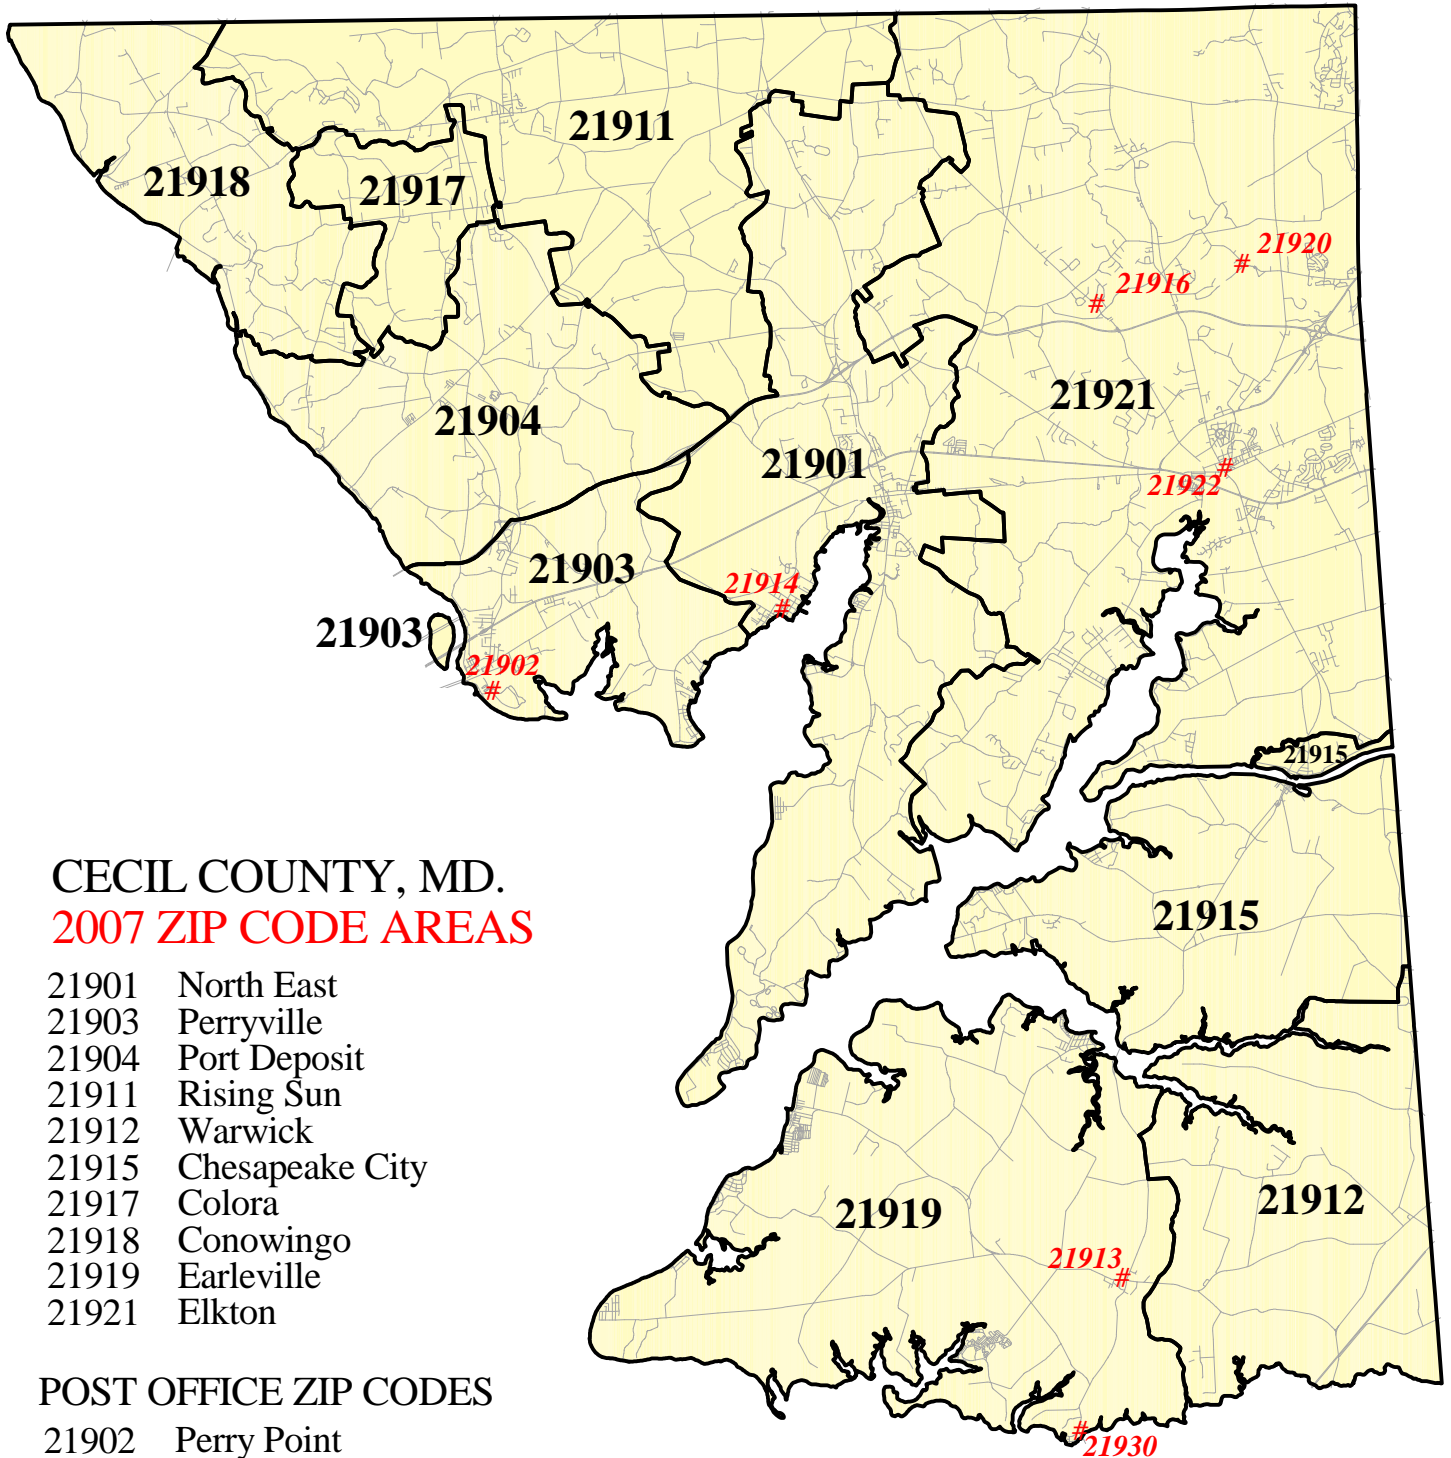 21911
21918
21917
21920
#
21916
#
21904
21921
21901
#
21922
21903
21914
#
21903
21902
#
21915
CECIL COUNTY, MD.
2007 ZIP CODE AREAS
21915
21901 North East
21903 Perryville
21904 Port Deposit
21911 Rising Sun
21912 Warwick
21915 Chesapeake City
21917 Colora
21918 Conowingo
21919 Earleville
21921 Elkton
21919
21912
21913
#
POST OFFICE ZIP CODES
21902 Perry Point
#
21930